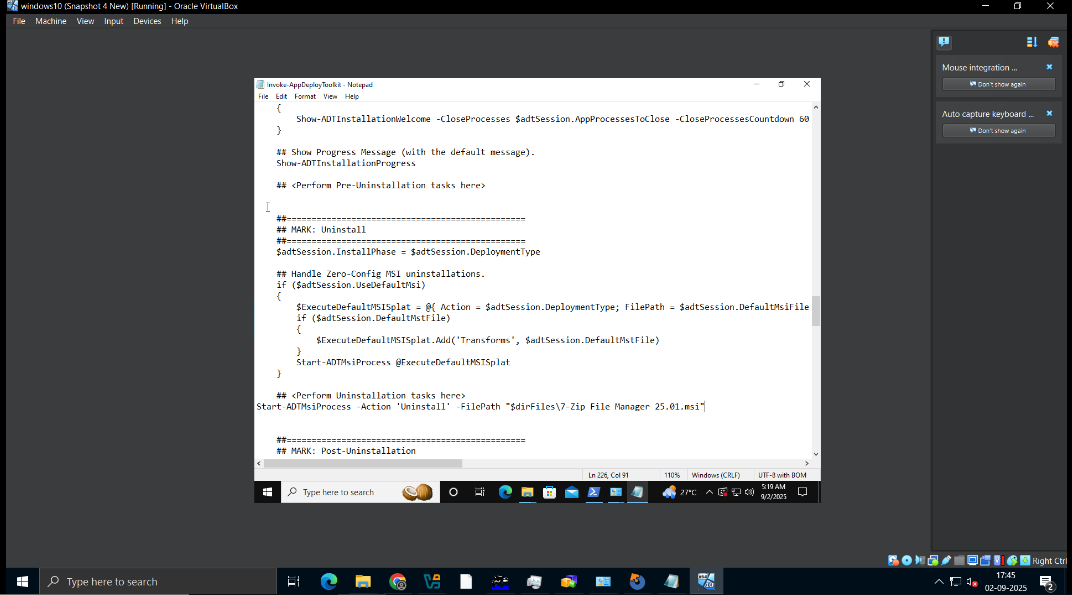 windows10 (Snapshot 4 New) [Running] - Oracle VirtualBox
File Machine View Input Devices Help
Mouse integration ...
Don't show again
Auto capture keyboard ...
Don't show again
Invoke-AppDeployToolkit - Notepad
File Edit Format View Help
{
Show-ADTInstallationWelcome -CloseProcesses $adtSession.AppProcessesToClose -CloseProcessesCountdown 60
}
## Show Progress Message (with the default message).
Show-ADTInstallationProgress
## <Perform Pre-Uninstallation tasks here>
##================================================
## MARK: Uninstall
##================================================
$adtSession.InstallPhase = $adtSession.DeploymentType
## Handle Zero-Config MSI uninstallations.
if ($adtSession.UseDefaultMsi)
{
$ExecuteDefaultMSISplat = @{ Action = $adtSession.DeploymentType; FilePath = $adtSession.DefaultMsiFile
if ($adtSession.DefaultMstFile)
{
$ExecuteDefaultMSISplat.Add('Transforms', $adtSession.DefaultMstFile)
}
Start-ADTMsiProcess @ExecuteDefaultMSISplat
}
## <Perform Uninstallation tasks here>
Start-ADTMsiProcess -Action 'Uninstall' -FilePath "$dirFiles\7-Zip File Manager 25.01.msi"
##================================================
## MARK: Post-Uninstallation
Ln 226, Col 91 110% Windows (CRLF) UTF-8 with BOM
Type here to search 27°C 5:19 AM
9/2/2025
Right Ctrl
Type here to search 17:45
02-09-2025
2